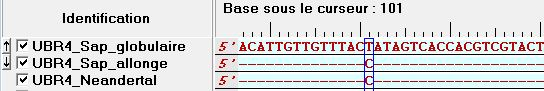 Identification
Base sous le curseur : 101
UBR4_Sap_globulaire 5' ACATTGTTGTTTACTATAGTCACCACGTCGTACT
UBR4_Sap_allonge 5' --------------C-------------------
UBR4_Neandertal 5' --------------C-------------------